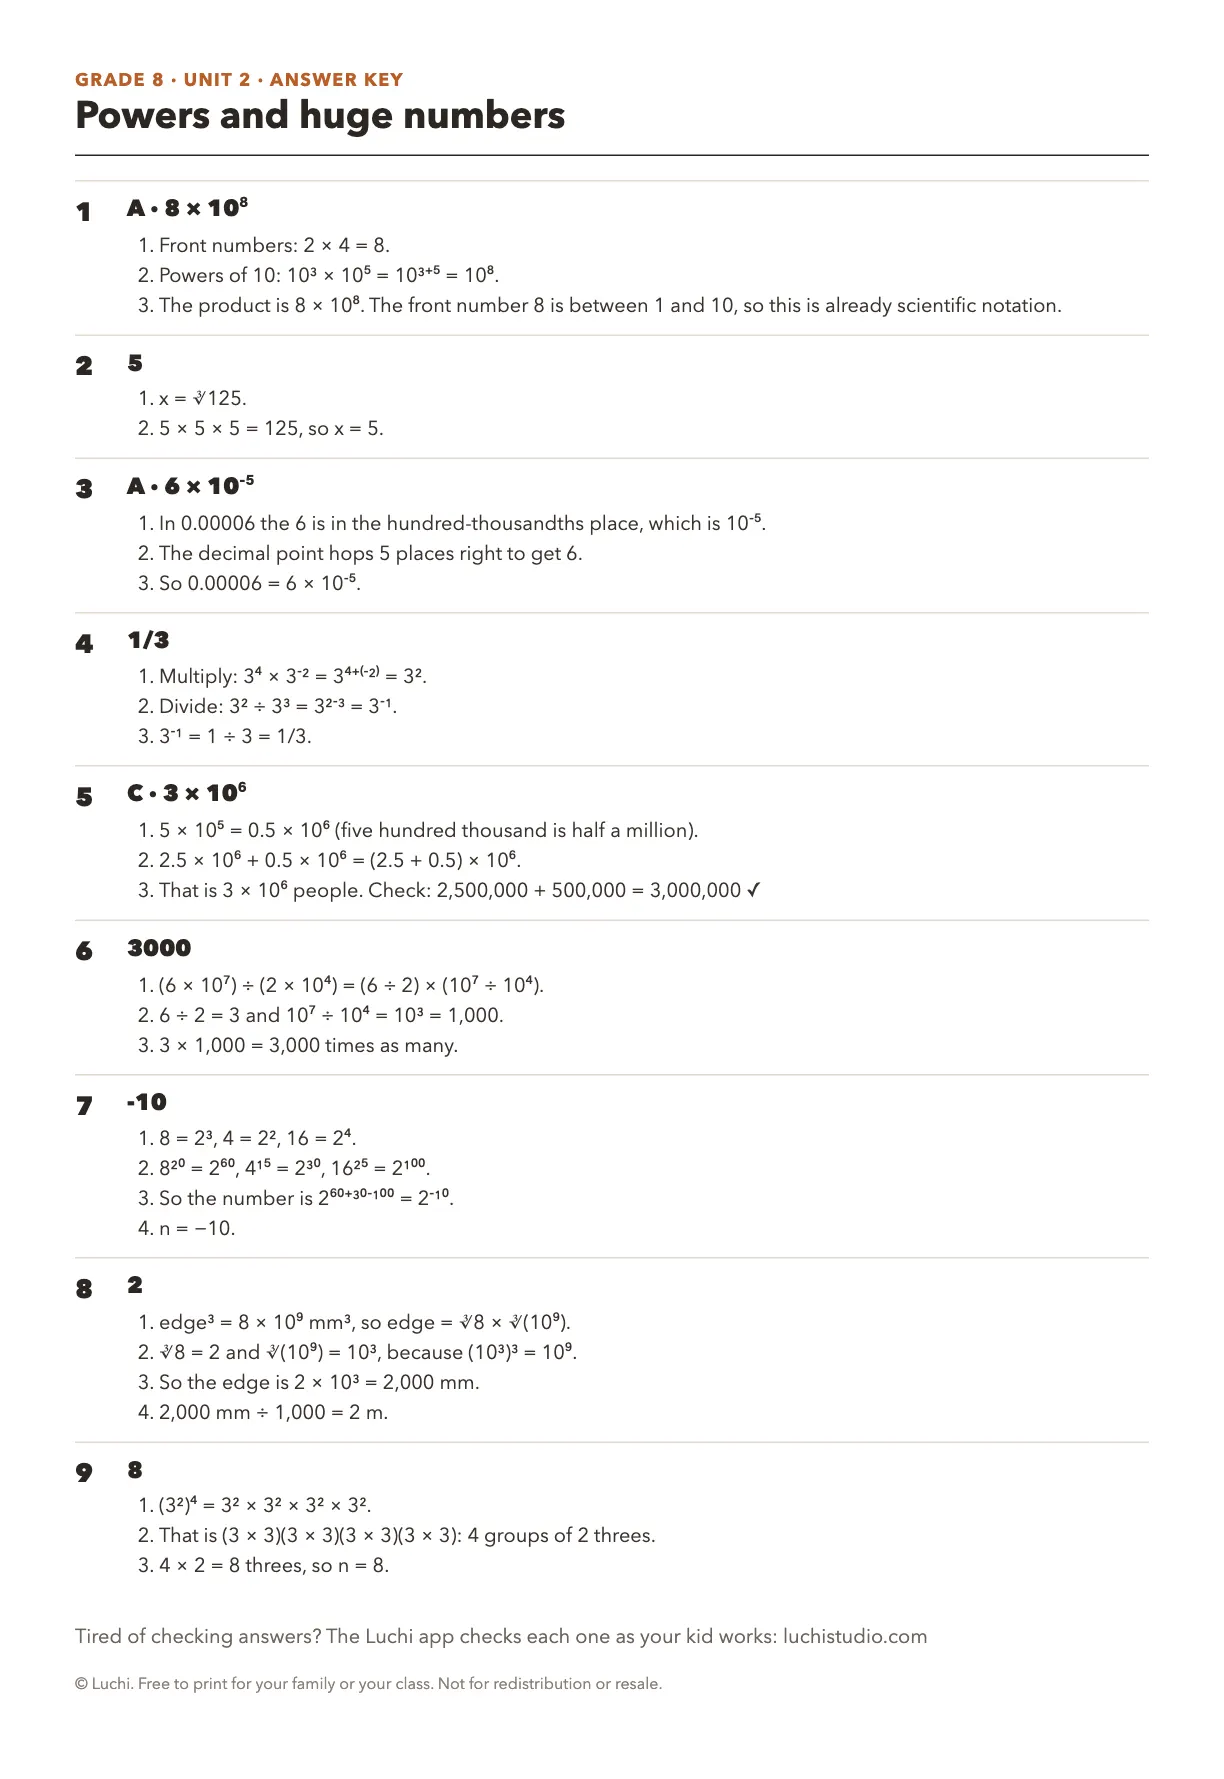 GRADE 8 · UNIT 2 · ANSWER KEY
Powers and huge numbers
1 A · 8 × 10⁸
1. Front numbers: 2 × 4 = 8.
2. Powers of 10: 10³ × 10⁵ = 10³⁺⁵ = 10⁸.
3. The product is 8 × 10⁸. The front number 8 is between 1 and 10, so this is already scientific notation.
2 5
1. x = ∛125.
2. 5 × 5 × 5 = 125, so x = 5.
3 A · 6 × 10⁻⁵
1. In 0.00006 the 6 is in the hundred-thousandths place, which is 10⁻⁵.
2. The decimal point hops 5 places right to get 6.
3. So 0.00006 = 6 × 10⁻⁵.
4 1/3
1. Multiply: 3⁴ × 3⁻² = 3⁴⁺⁽⁻²⁾ = 3².
2. Divide: 3² ÷ 3³ = 3²⁻³ = 3⁻¹.
3. 3⁻¹ = 1 ÷ 3 = 1/3.
5 C · 3 × 10⁶
1. 5 × 10⁵ = 0.5 × 10⁶ (five hundred thousand is half a million).
2. 2.5 × 10⁶ + 0.5 × 10⁶ = (2.5 + 0.5) × 10⁶.
3. That is 3 × 10⁶ people. Check: 2,500,000 + 500,000 = 3,000,000 ✓
6 3000
1. (6 × 10⁷) ÷ (2 × 10⁴) = (6 ÷ 2) × (10⁷ ÷ 10⁴).
2. 6 ÷ 2 = 3 and 10⁷ ÷ 10⁴ = 10³ = 1,000.
3. 3 × 1,000 = 3,000 times as many.
7 -10
1. 8 = 2³, 4 = 2², 16 = 2⁴.
2. 8²⁰ = 2⁶⁰, 4¹⁵ = 2³⁰, 16²⁵ = 2¹⁰⁰.
3. So the number is 2⁶⁰⁺³⁰⁻¹⁰⁰ = 2⁻¹⁰.
4. n = −10.
8 2
1. edge³ = 8 × 10⁹ mm³, so edge = ∛8 × ∛(10⁹).
2. ∛8 = 2 and ∛(10⁹) = 10³, because (10³)³ = 10⁹.
3. So the edge is 2 × 10³ = 2,000 mm.
4. 2,000 mm ÷ 1,000 = 2 m.
9 8
1. (3²)⁴ = 3² × 3² × 3² × 3².
2. That is (3 × 3)(3 × 3)(3 × 3)(3 × 3): 4 groups of 2 threes.
3. 4 × 2 = 8 threes, so n = 8.
Tired of checking answers? The Luchi app checks each one as your kid works: luchistudio.com
© Luchi. Free to print for your family or your class. Not for redistribution or resale.